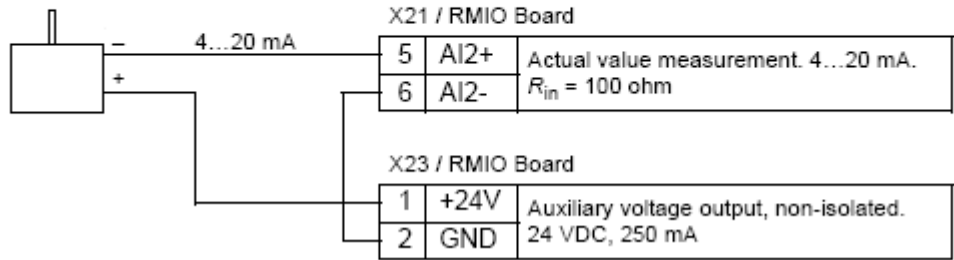 X21 / RMIO Board
– 4...20 mA 5 AI2+ Actual value measurement. 4...20 mA.
+ 6 AI2- Rin = 100 ohm
X23 / RMIO Board
1 +24V Auxiliary voltage output, non-isolated.
2 GND 24 VDC, 250 mA